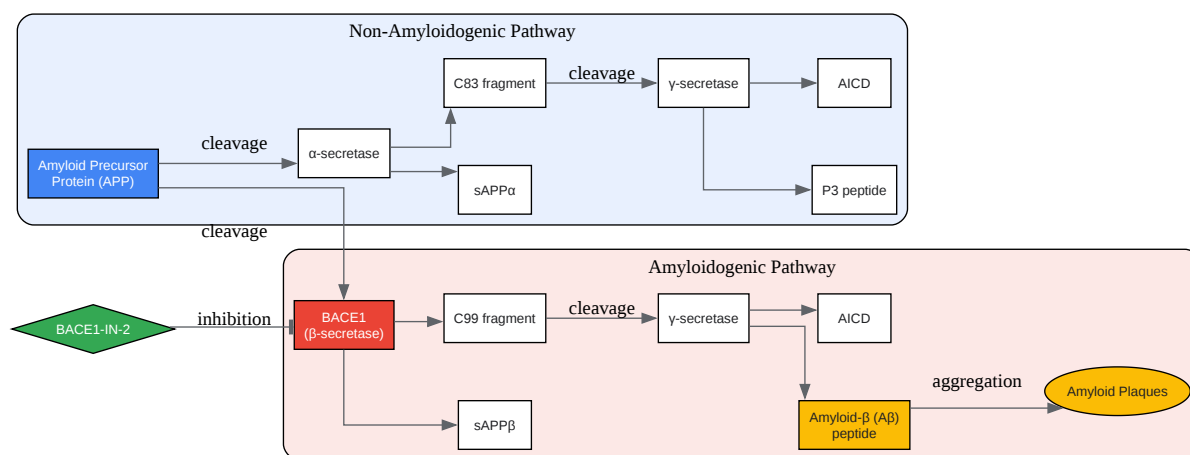 Non-Amyloidogenic Pathway
C83 fragment
cleavage
γ-secretase
AICD
cleavage
α-secretase
Amyloid Precursor
Protein (APP)
sAPPα
P3 peptide
cleavage
Amyloidogenic Pathway
BACE1-IN-2
inhibition
BACE1
(β-secretase)
C99 fragment
cleavage
γ-secretase
AICD
aggregation
Amyloid Plaques
sAPPβ
Amyloid-β (Aβ)
peptide